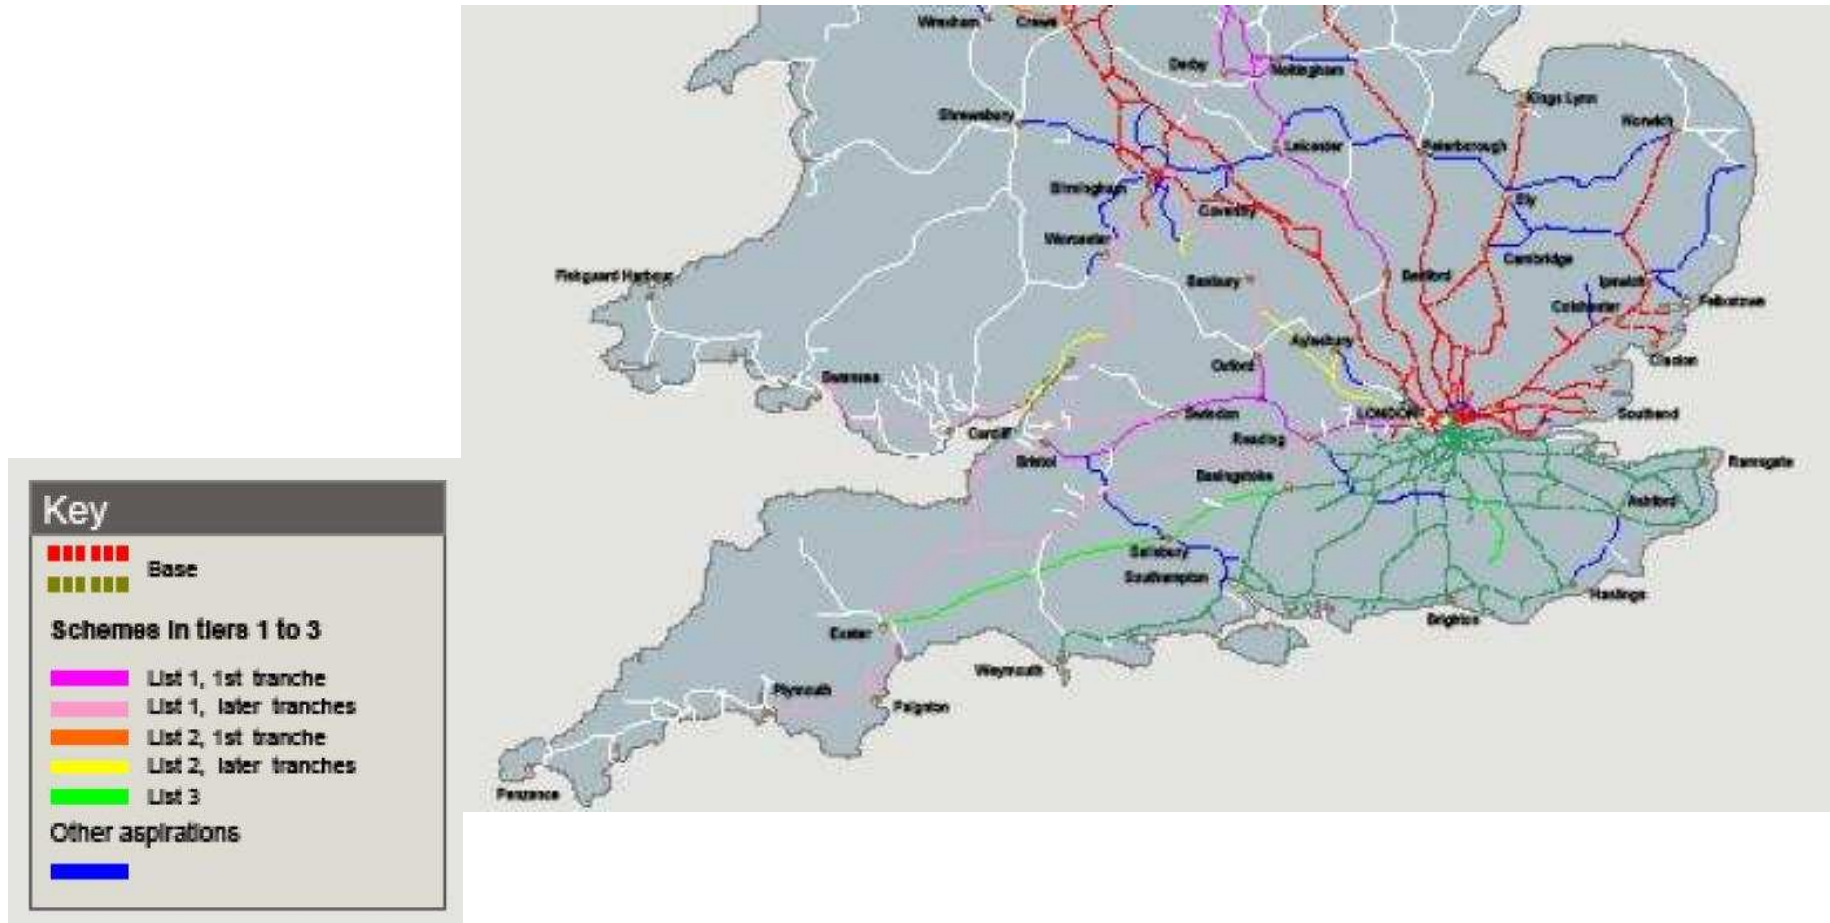 Wrexham
Crewe
Derby
Nottingham
Kings Lynn
Shrewsbury
Norwich
Leicester
Peterborough
Birmingham
Ely
Coventry
Worcester
Cambridge
Fishguard Harbour
Banbury
Bedford
Ipswich
Colchester
Felixstowe
Aylesbury
Clacton
Oxford
Swansea
Swindon
LONDON
Southend
Cardiff
Reading
Bristol
Ramsgate
Basingstoke
Ashford
Salisbury
Southampton
Hastings
Brighton
Exeter
Weymouth
Plymouth
Paignton
Penzance
Key
Base
Schemes in tiers 1 to 3
List 1, 1st tranche
List 1, later tranches
List 2, 1st tranche
List 2, later tranches
List 3
Other aspirations